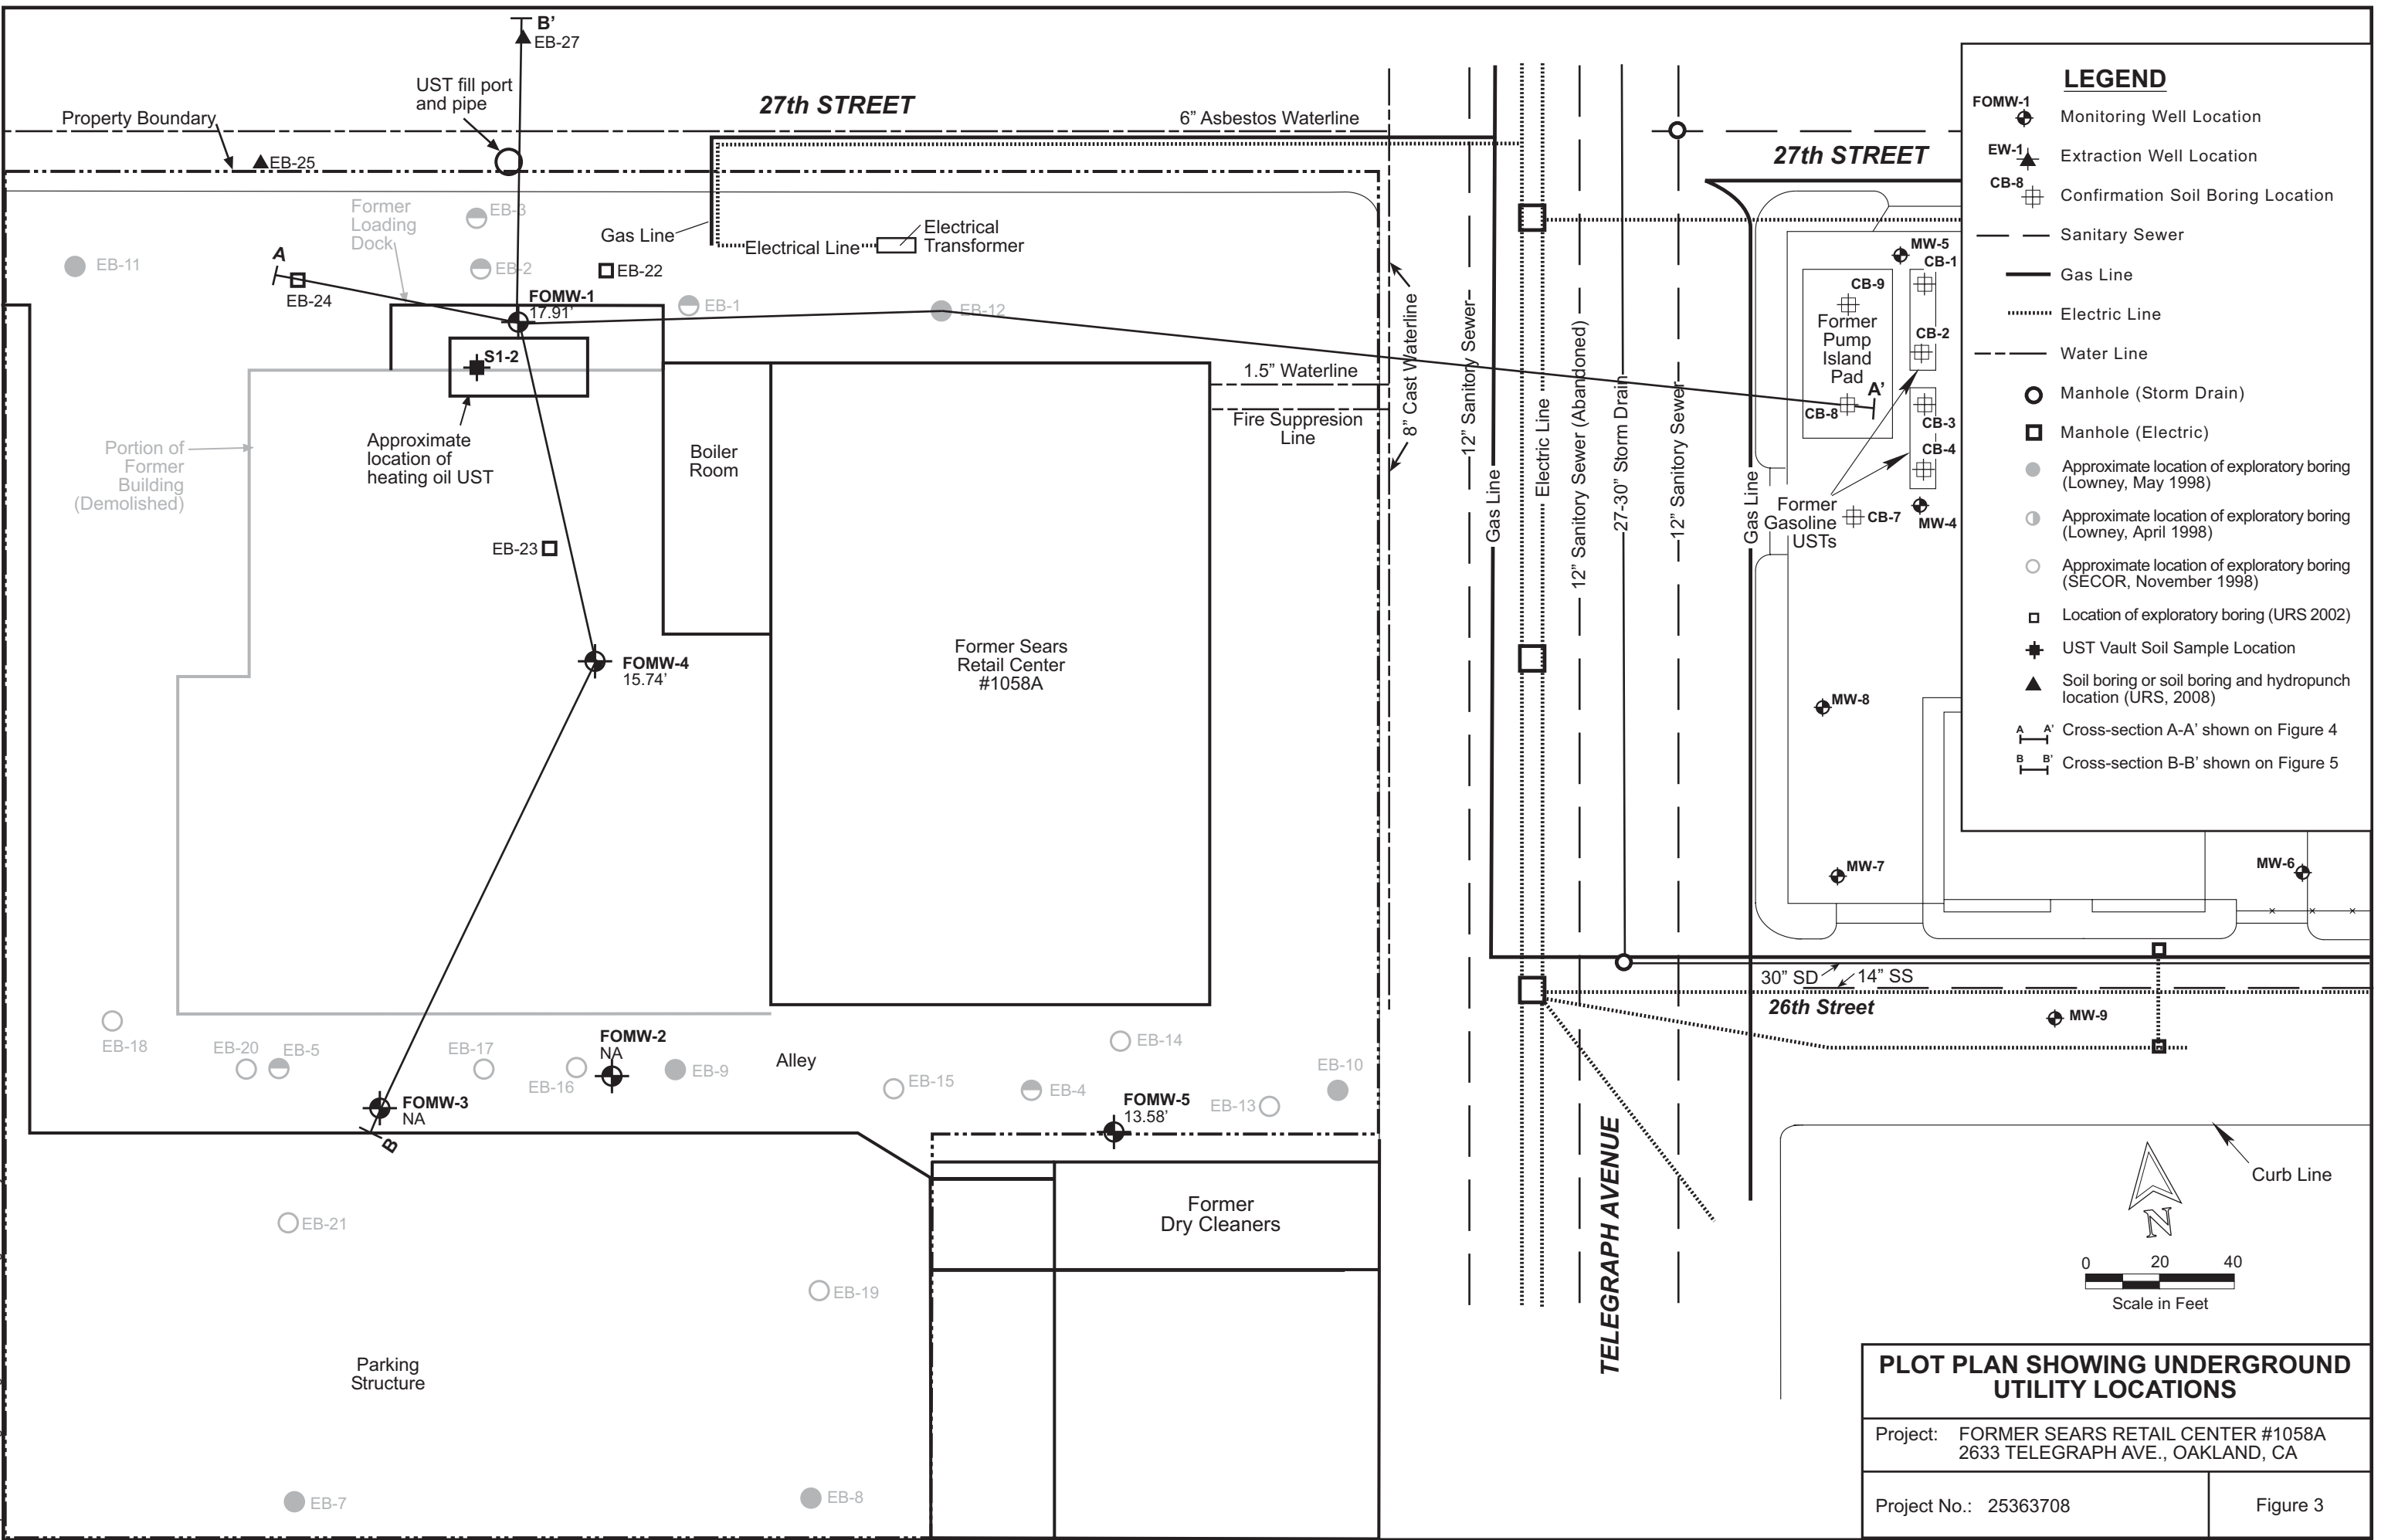 B’
EB-27
UST fill port
and pipe
27th STREET
Property Boundary
6” Asbestos Waterline
EB-25
27th STREET
Former
Loading
Dock
EB-3
Gas Line
Electrical Line
Electrical
Transformer
EB-11
A
EB-24
EB-2
EB-22
FOMW-1
17.91’
EB-1
EB-12
S1-2
1.5” Waterline
Fire Suppresion
Line
8” Cast Waterline
12” Sanitory Sewer
Gas Line
Electric Line
12” Sanitory Sewer (Abandoned)
27-30” Storm Drain
12” Sanitory Sewer
Gas Line
Portion of
Former
Building
(Demolished)
Approximate
location of
heating oil UST
Boiler
Room
EB-23
Former Sears
Retail Center
#1058A
FOMW-4
15.74’
MW-5
CB-1
CB-9
Former
Pump
Island
Pad
CB-2
A’
CB-8
CB-3
CB-4
Former
Gasoline
USTs
CB-7
MW-4
MW-8
MW-7
MW-6
30” SD
14” SS
26th Street
MW-9
EB-18
EB-20
EB-5
EB-17
EB-16
FOMW-2
NA
EB-9
Alley
EB-15
EB-14
EB-4
EB-10
EB-13
FOMW-5
13.58’
FOMW-3
NA
B
EB-21
EB-19
Former
Dry Cleaners
TELEGRAPH AVENUE
Parking
Structure
EB-7
EB-8
Curb Line
N
0 20 40
Scale in Feet
LEGEND
FOMW-1
Monitoring Well Location
EW-1
Extraction Well Location
CB-8
Confirmation Soil Boring Location
Sanitary Sewer
Gas Line
Electric Line
Water Line
Manhole (Storm Drain)
Manhole (Electric)
Approximate location of exploratory boring
(Lowney, May 1998)
Approximate location of exploratory boring
(Lowney, April 1998)
Approximate location of exploratory boring
(SECOR, November 1998)
Location of exploratory boring (URS 2002)
UST Vault Soil Sample Location
Soil boring or soil boring and hydropunch
location (URS, 2008)
A A’ Cross-section A-A’ shown on Figure 4
B B’ Cross-section B-B’ shown on Figure 5
PLOT PLAN SHOWING UNDERGROUND
UTILITY LOCATIONS
Project: FORMER SEARS RETAIL CENTER #1058A
2633 TELEGRAPH AVE., OAKLAND, CA
Project No.: 25363708
Figure 3